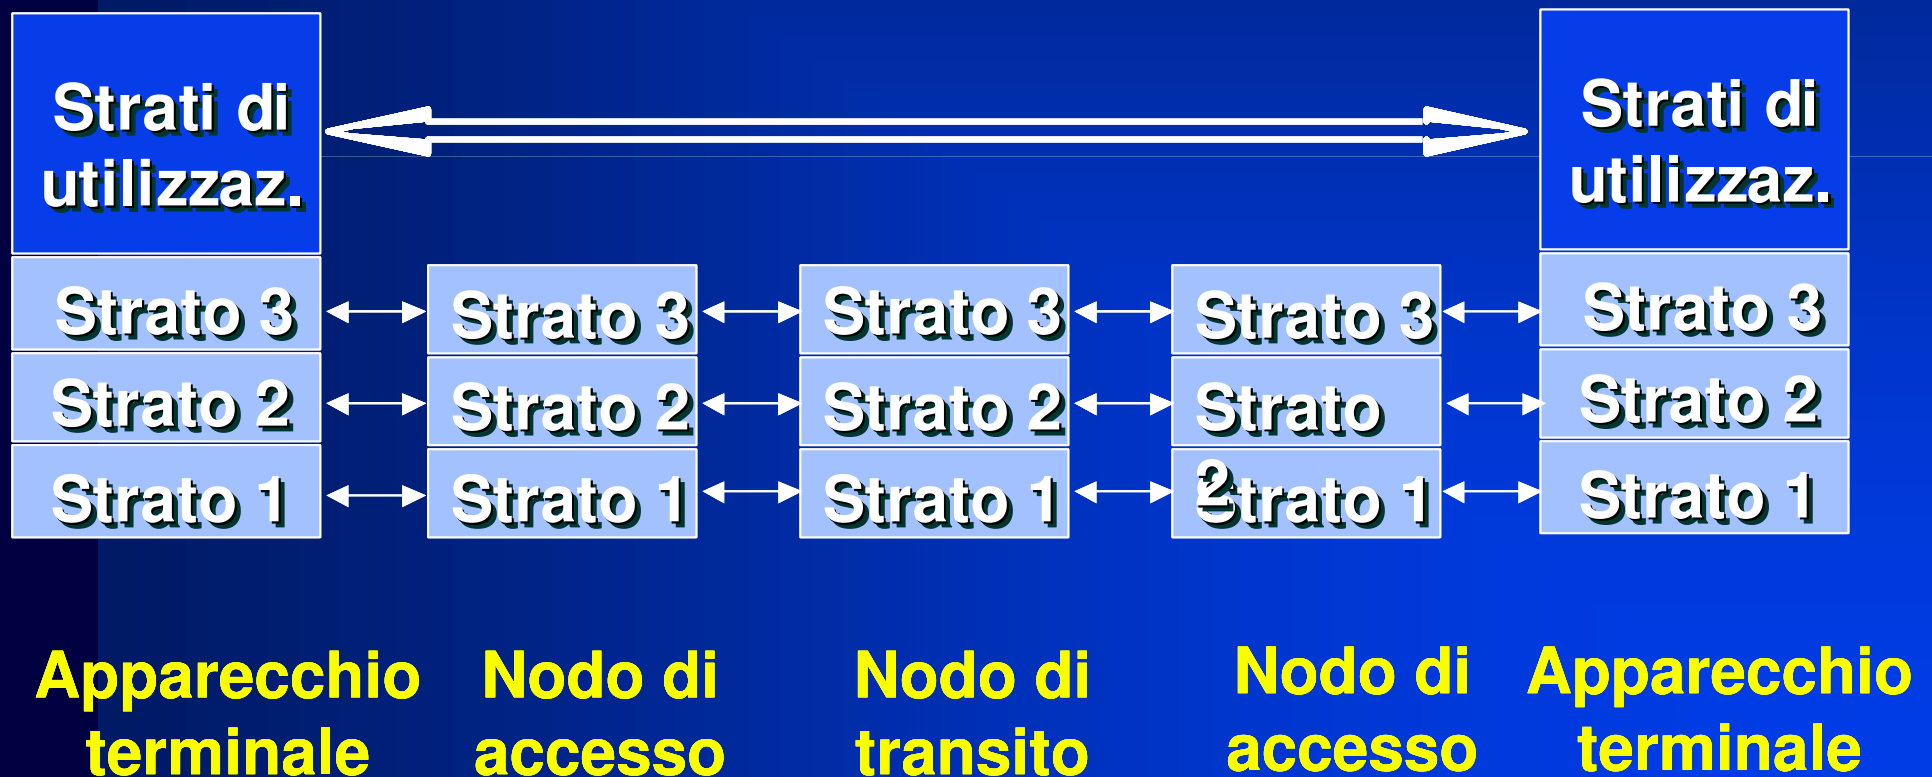 Strati di
utilizzaz.
Strati di
utilizzaz.
Strato 3
Strato 3
Strato 3
Strato 3
Strato 3
Strato 2
Strato 2
Strato 2
Strato
2
Strato 2
Strato 1
Strato 1
Strato 1
Strato 1
Strato 1
Apparecchio
terminale
Nodo di
accesso
Nodo di
transito
Nodo di
accesso
Apparecchio
terminale